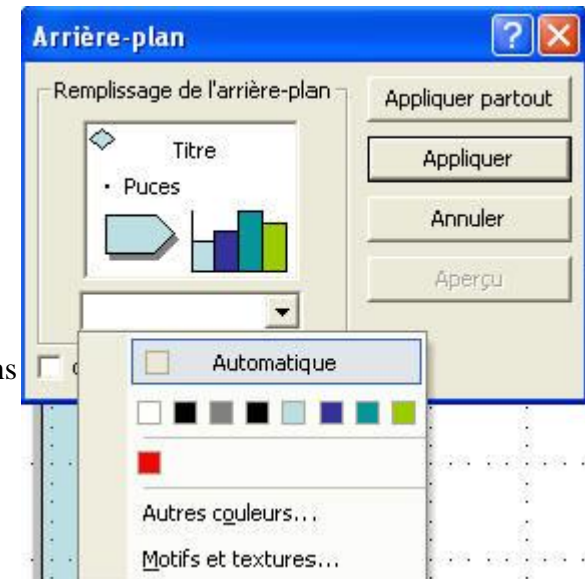 Arrière-plan
Remplissage de l'arrière-plan
Appliquer partout
Titre
Appliquer
• Puces
Annuler
Aperçu
Automatique
Autres couleurs...
Motifs et textures...